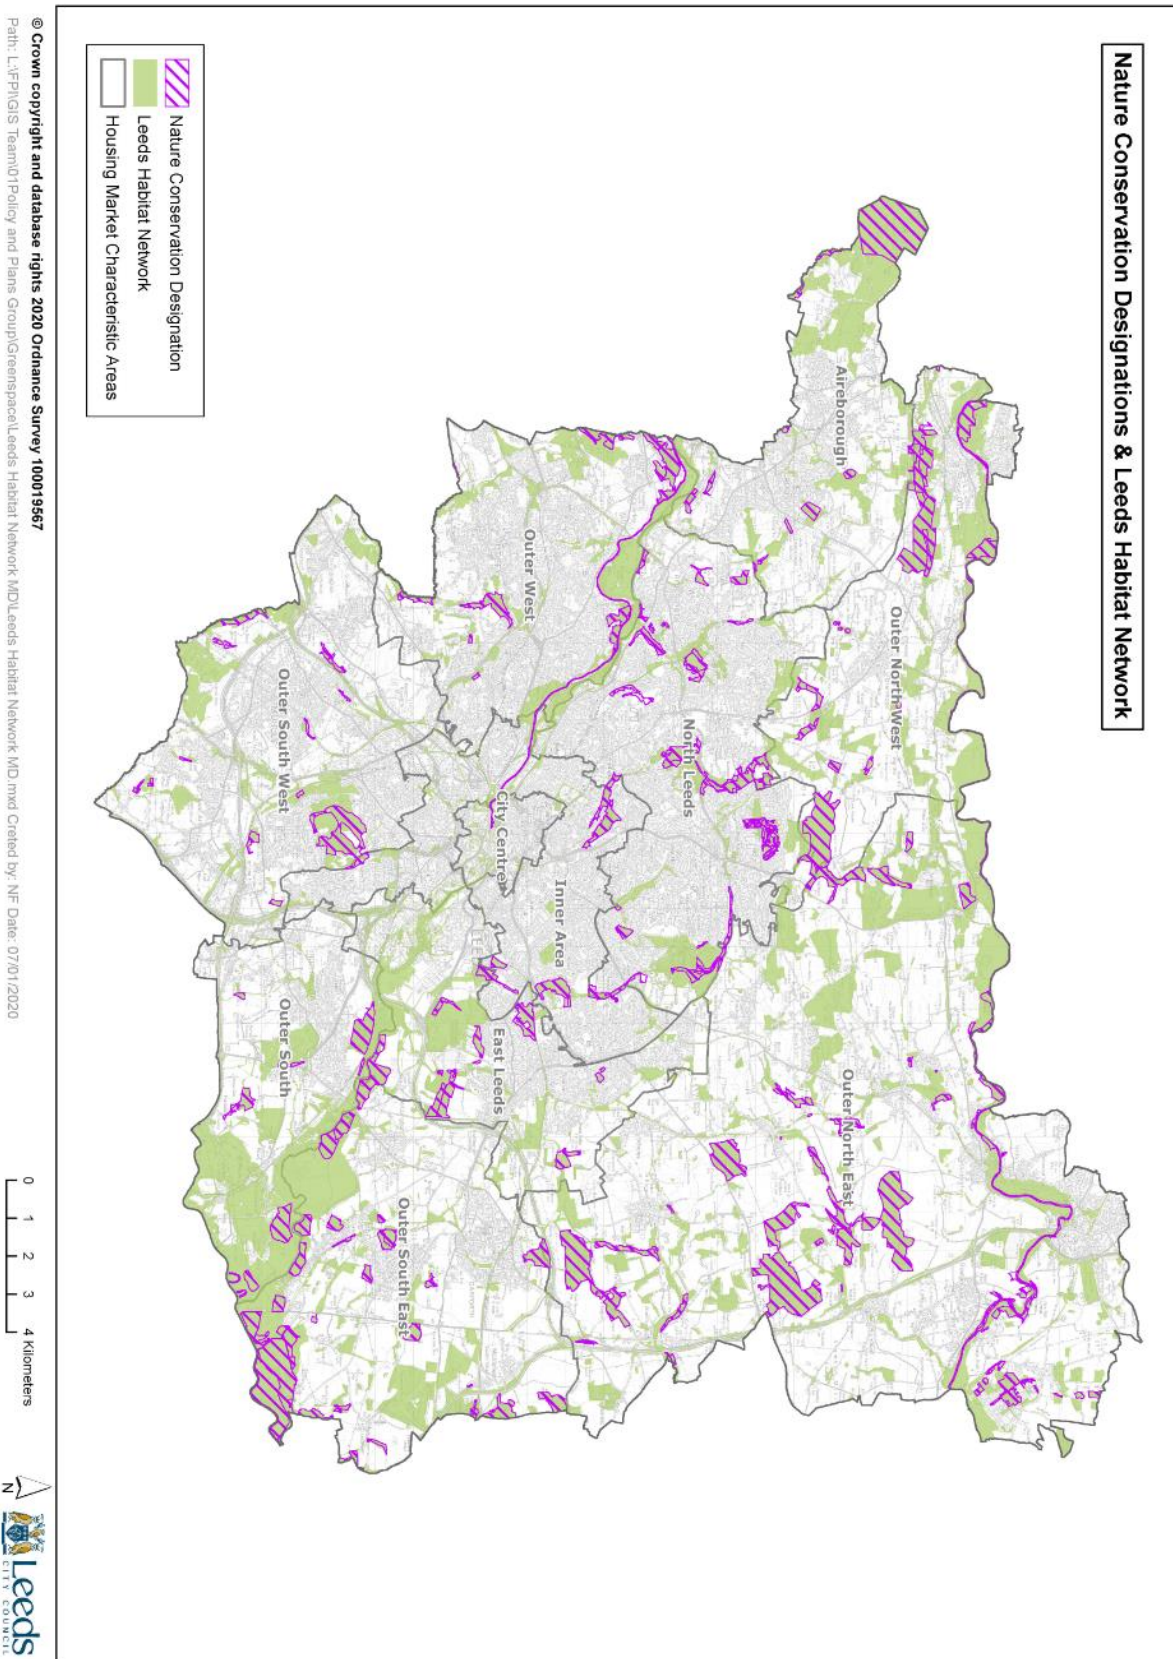 Nature Conservation Designations & Leeds Habitat Network
Aireborough
Outer North West
Outer West
North Leeds
Outer South West
City Centre
Inner Area
Outer North East
East Leeds
Outer South
Outer South East
Nature Conservation Designation
Leeds Habitat Network
Housing Market Characteristic Areas
0 1 2 3 4 Kilometers
N
Leeds
CITY COUNCIL
© Crown copyright and database rights 2020 Ordnance Survey 100019567
Path: L:\FPI\GIS Team\01Policy and Plans Group\Greenspace\Leeds Habitat Network MD\Leeds Habitat Network MD.mxd Creted by: NF Date: 07/01/2020